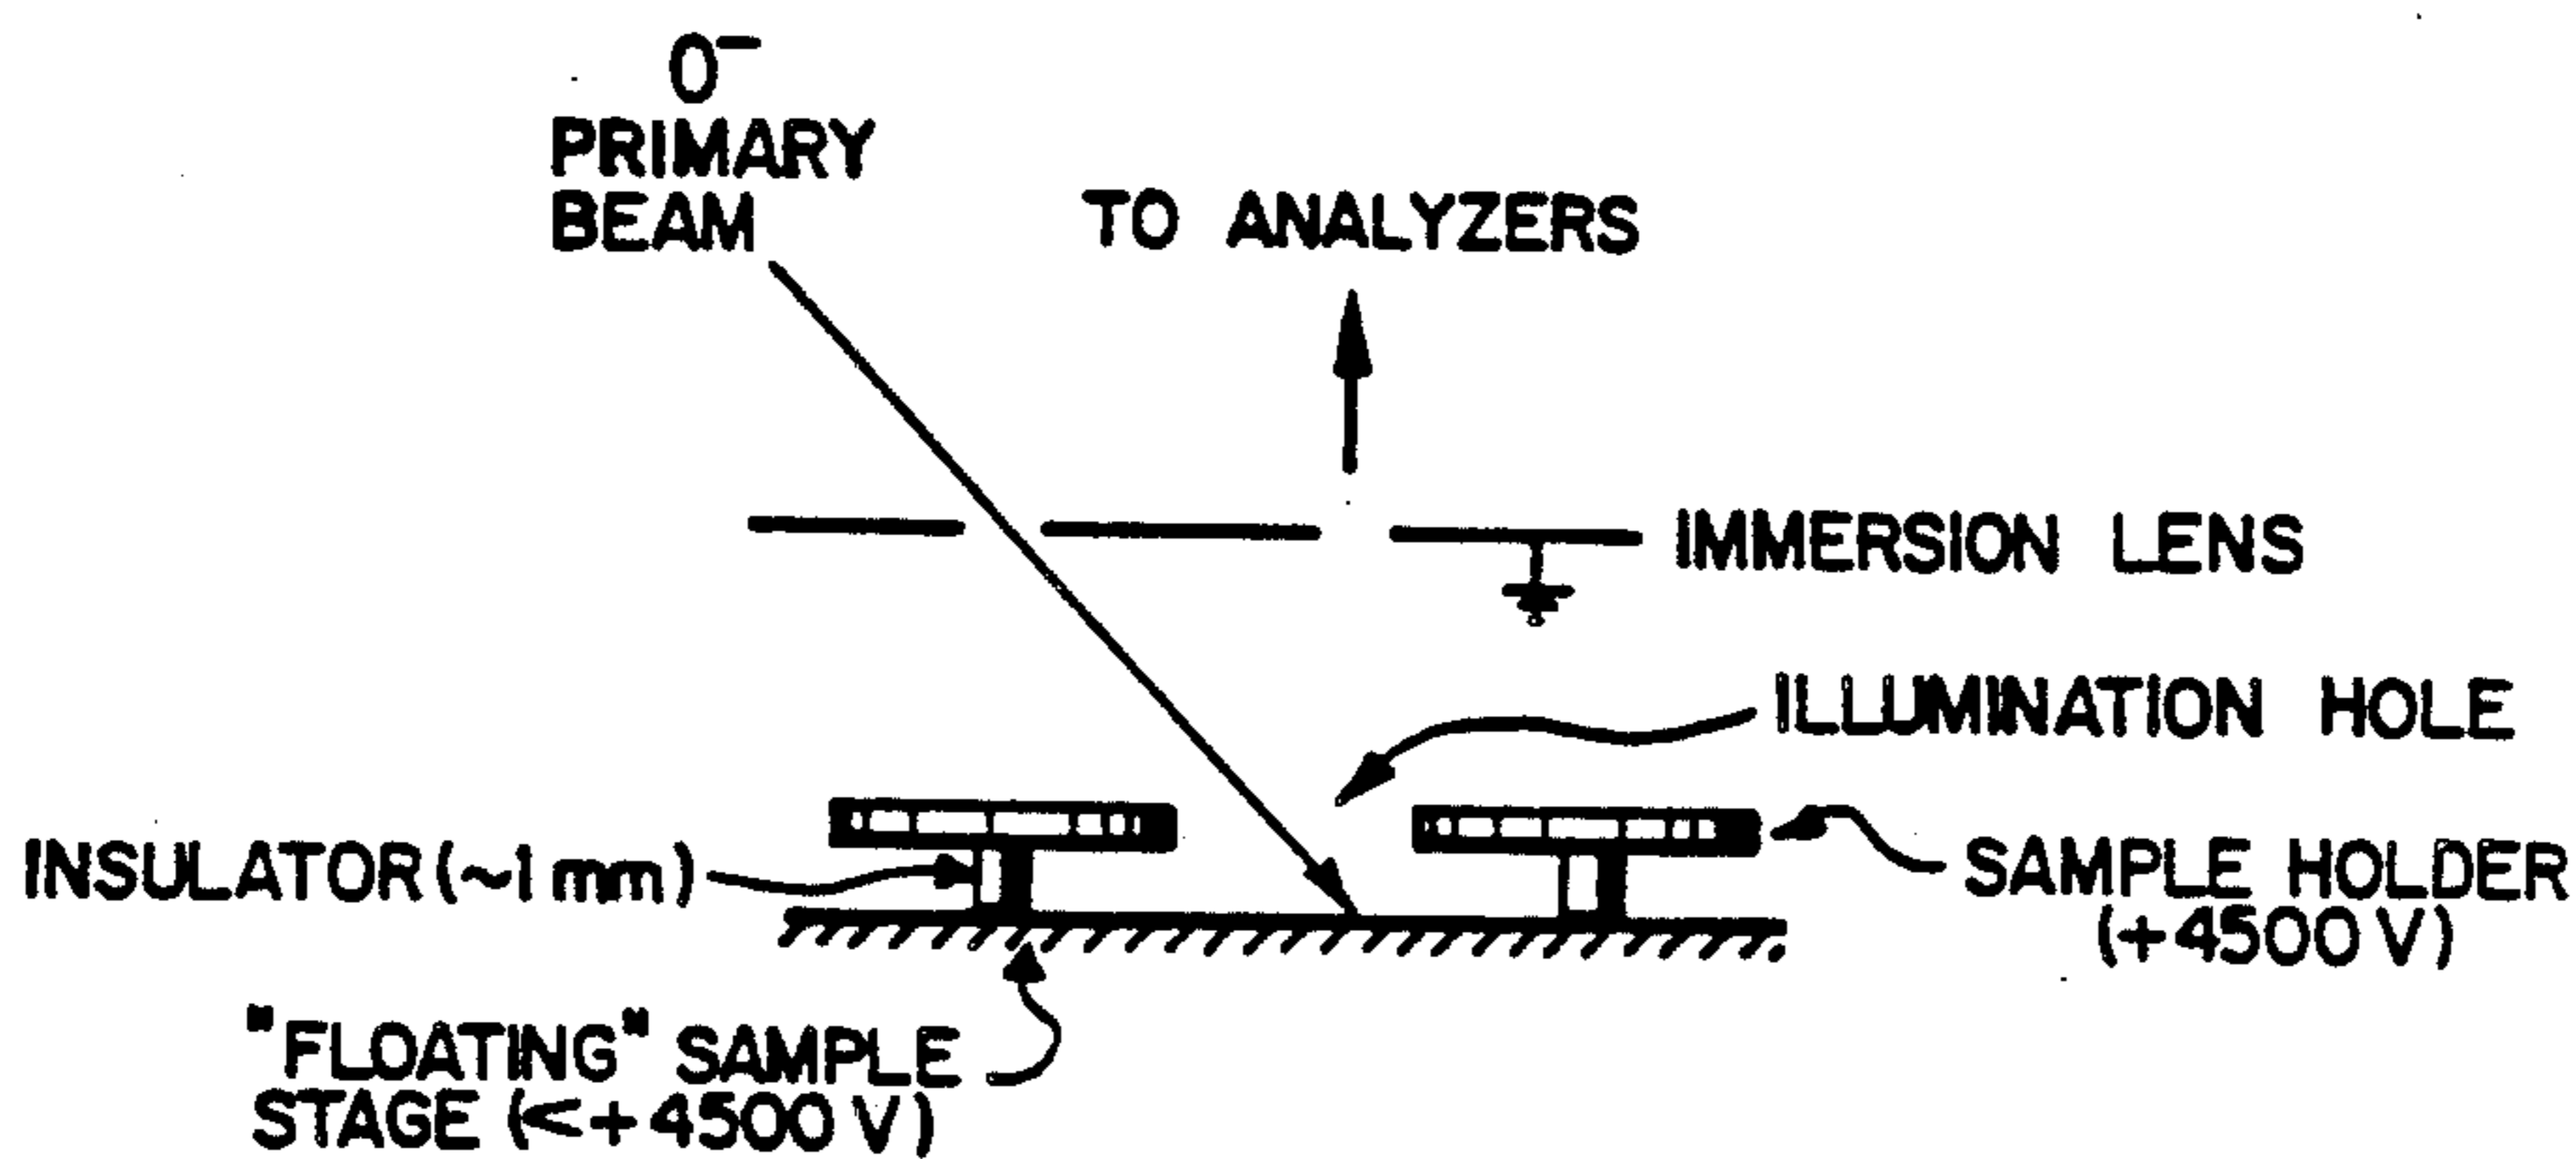 O⁻
PRIMARY
BEAM
TO ANALYZERS
IMMERSION LENS
ILLUMINATION HOLE
INSULATOR (~1 mm)
SAMPLE HOLDER
(+4500 V)
"FLOATING" SAMPLE
STAGE (<+4500 V)